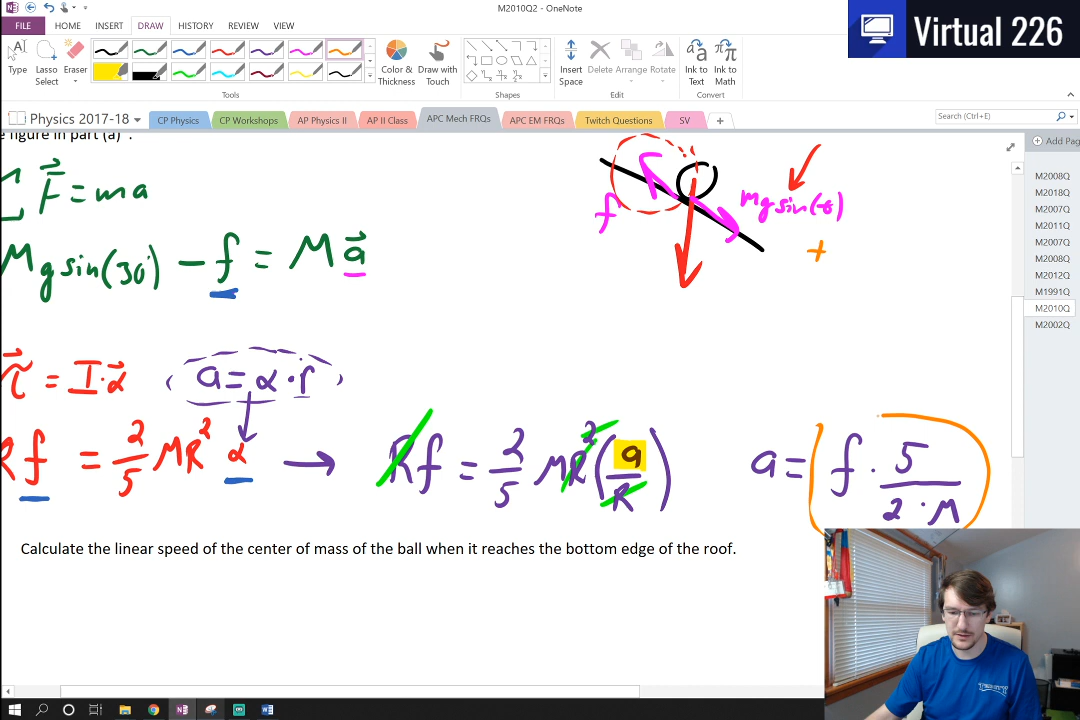 M2010Q2 - OneNote
Virtual 226
FILE HOME INSERT DRAW HISTORY REVIEW VIEW
Type Lasso Select Eraser Color & Thickness Draw with Touch Insert Space Delete Arrange Rotate Ink to Text Ink to Math
Tools Shapes Edit Convert
Physics 2017-18 CP Physics CP Workshops AP Physics II AP II Class APC Mech FRQs APC EM FRQs Twitch Questions SV + Search (Ctrl+E)
e figure in part (a)
Add Pag
M2008Q
M2018Q
M2007Q
M2011Q
M2007Q
M2008Q
M2012Q
M1991Q
M2010Q
M2002Q
F = ma
f
Mg sin(θ)
+
Mg sin(30°) - f = Ma
τ = I·α (a = α·r)
Rf = 2/5 MR² α → Rf = 2/5 MR² (a/R) a = f · 5/2·M
Calculate the linear speed of the center of mass of the ball when it reaches the bottom edge of the roof.